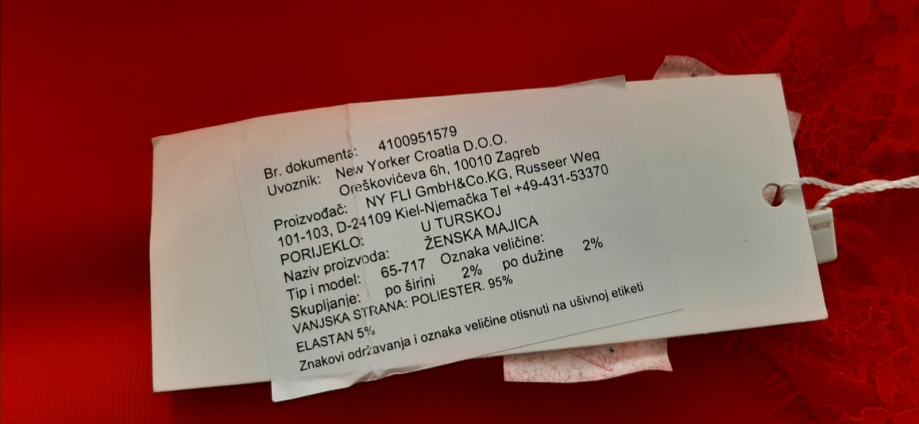 Br. dokumenta: 4100951579
Uvoznik: New Yorker Croatia D.O.O.
Oreškovićeva 6h, 10010 Zagreb
Proizvođač: NY FLI GmbH&Co.KG, Russeer Weg
101-103, D-24109 Kiel-Njemačka Tel +49-431-53370
PORIJEKLO: U TURSKOJ
Naziv proizvoda: ŽENSKA MAJICA
Tip i model: 65-717 Oznaka veličine:
Skupljanje: po širini 2% po dužine 2%
VANJSKA STRANA: POLIESTER. 95%
ELASTAN 5%
Znakovi održavanja i oznaka veličine otisnuti na ušivnoj etiketi